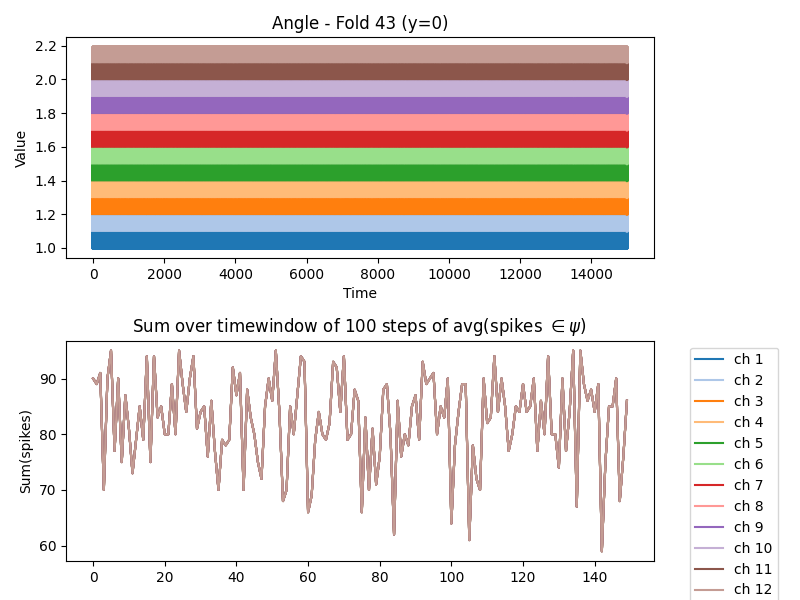 Angle - Fold 43 (y=0)
Value
2.2
2.0
1.8
1.6
1.4
1.2
1.0
0 2000 4000 6000 8000 10000 12000 14000
Time
Sum over timewindow of 100 steps of avg(spikes ∈ ψ)
Sum(spikes)
90
80
70
60
0 20 40 60 80 100 120 140
ch 1
ch 2
ch 3
ch 4
ch 5
ch 6
ch 7
ch 8
ch 9
ch 10
ch 11
ch 12